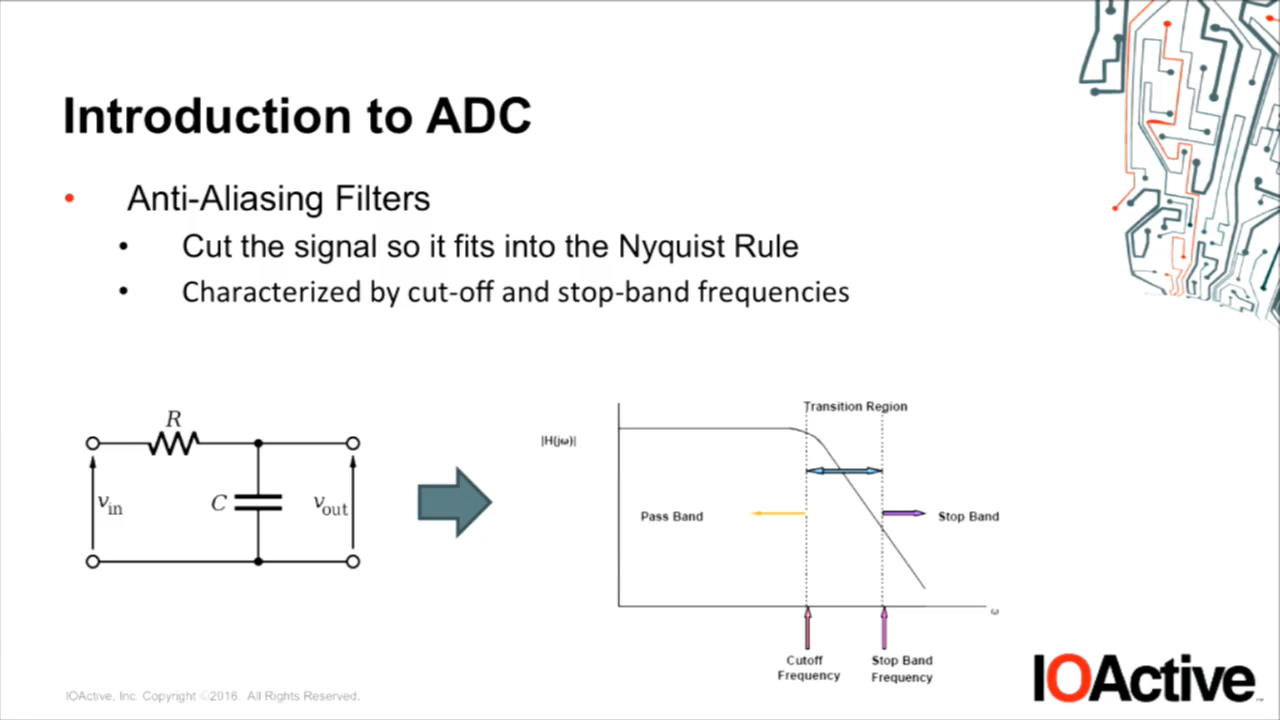 Introduction to ADC
• Anti-Aliasing Filters
• Cut the signal so it fits into the Nyquist Rule
• Characterized by cut-off and stop-band frequencies
R
C
vin
vout
|H(jω)|
Transition Region
Pass Band
Stop Band
ω
Cutoff
Frequency
Stop Band
Frequency
IOActive, Inc. Copyright ©2016. All Rights Reserved.
IOActive™